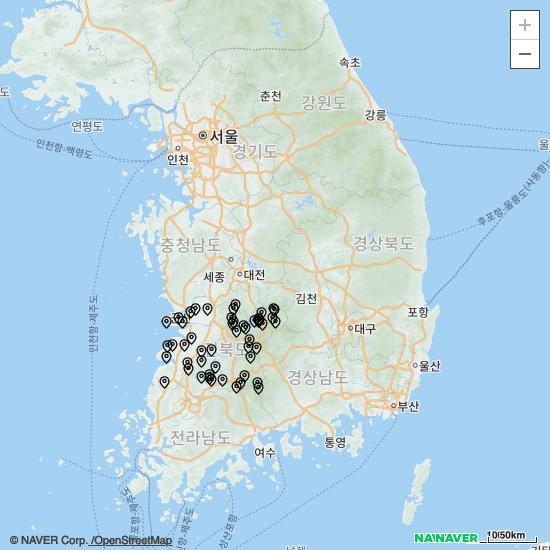 +
−
속초
춘천
강원도
강릉
연평도
서울
인천항-백령도
인천
경기도
울
후포항-울릉도(사동항)
충청남도
경상북도
세종
대전
김천
인천항-제주도
포항
북도
대구
경상남도
울산
부산
전라남도
통영
여수
© NAVER Corp. /OpenStreetMap
NAVER
10/50km